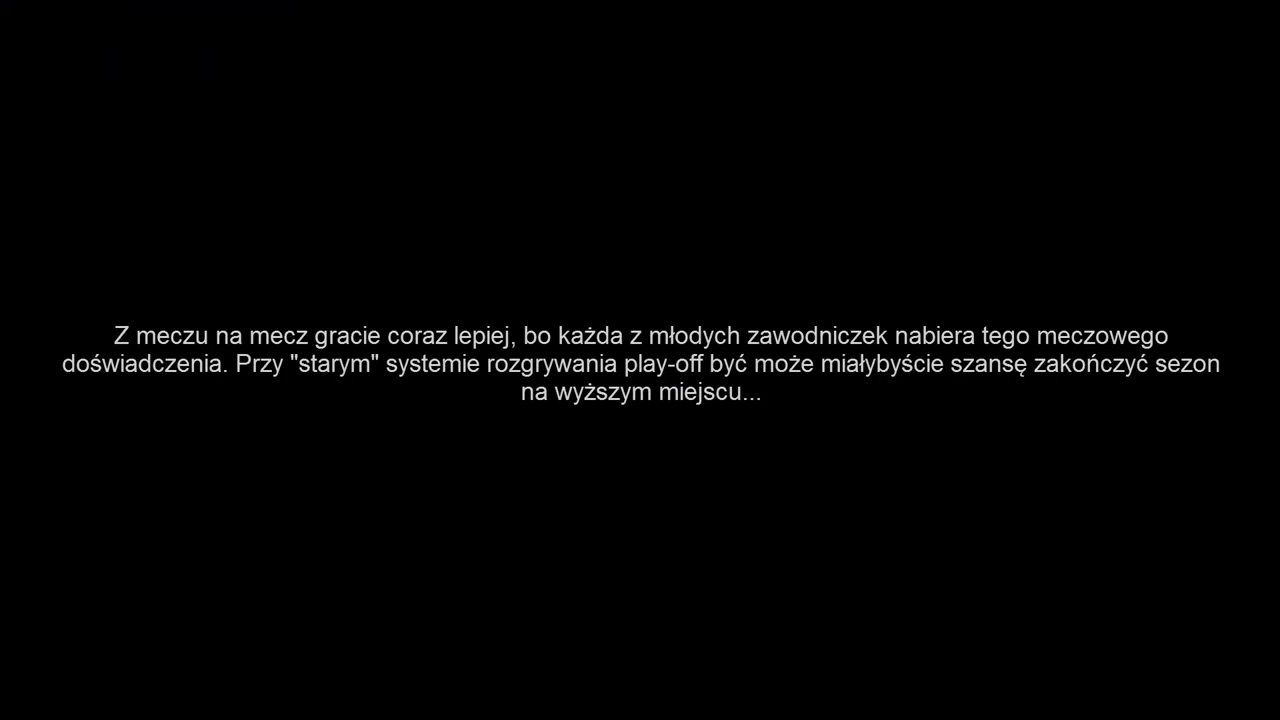 Z meczu na mecz gracie coraz lepiej, bo każda z młodych zawodniczek nabiera tego meczowego
doświadczenia. Przy "starym" systemie rozgrywania play-off być może miałybyście szansę zakończyć sezon
na wyższym miejscu...